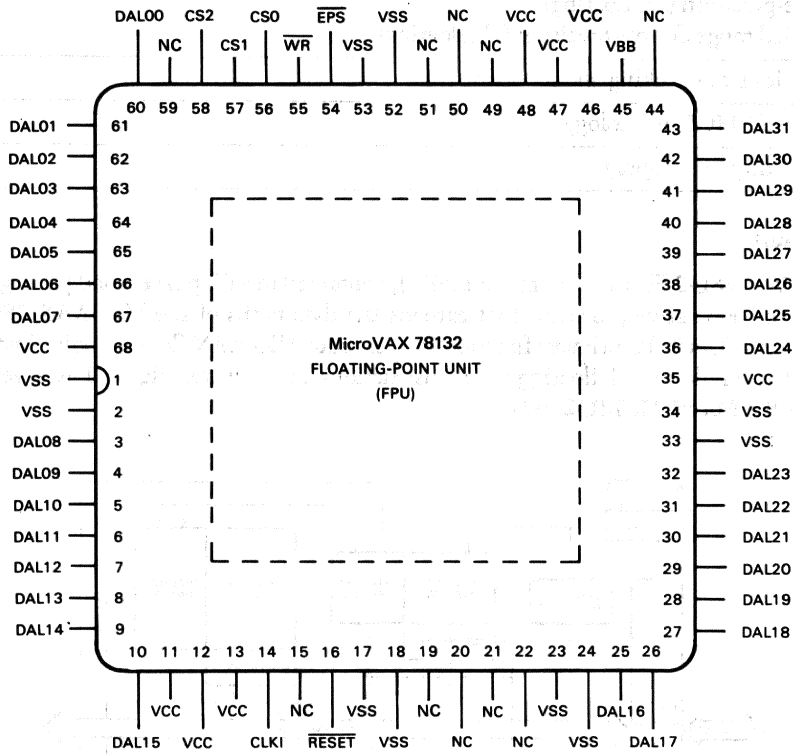 DAL00 CS2 CS0 EPS VSS NC VCC VCC NC
NC CS1 WR VSS NC NC VCC VBB
60 59 58 57 56 55 54 53 52 51 50 49 48 47 46 45 44
DAL01 61 43 DAL31
DAL02 62 42 DAL30
DAL03 63 41 DAL29
DAL04 64 40 DAL28
DAL05 65 39 DAL27
DAL06 66 38 DAL26
DAL07 67 37 DAL25
VCC 68 36 DAL24
MicroVAX 78132
FLOATING-POINT UNIT
(FPU)
VSS 1 35 VCC
VSS 2 34 VSS
DAL08 3 33 VSS
DAL09 4 32 DAL23
DAL10 5 31 DAL22
DAL11 6 30 DAL21
DAL12 7 29 DAL20
DAL13 8 28 DAL19
DAL14 9 27 DAL18
10 11 12 13 14 15 16 17 18 19 20 21 22 23 24 25 26
VCC VCC NC VSS NC NC VSS DAL16
DAL15 VCC CLKI RESET VSS NC NC VSS DAL17